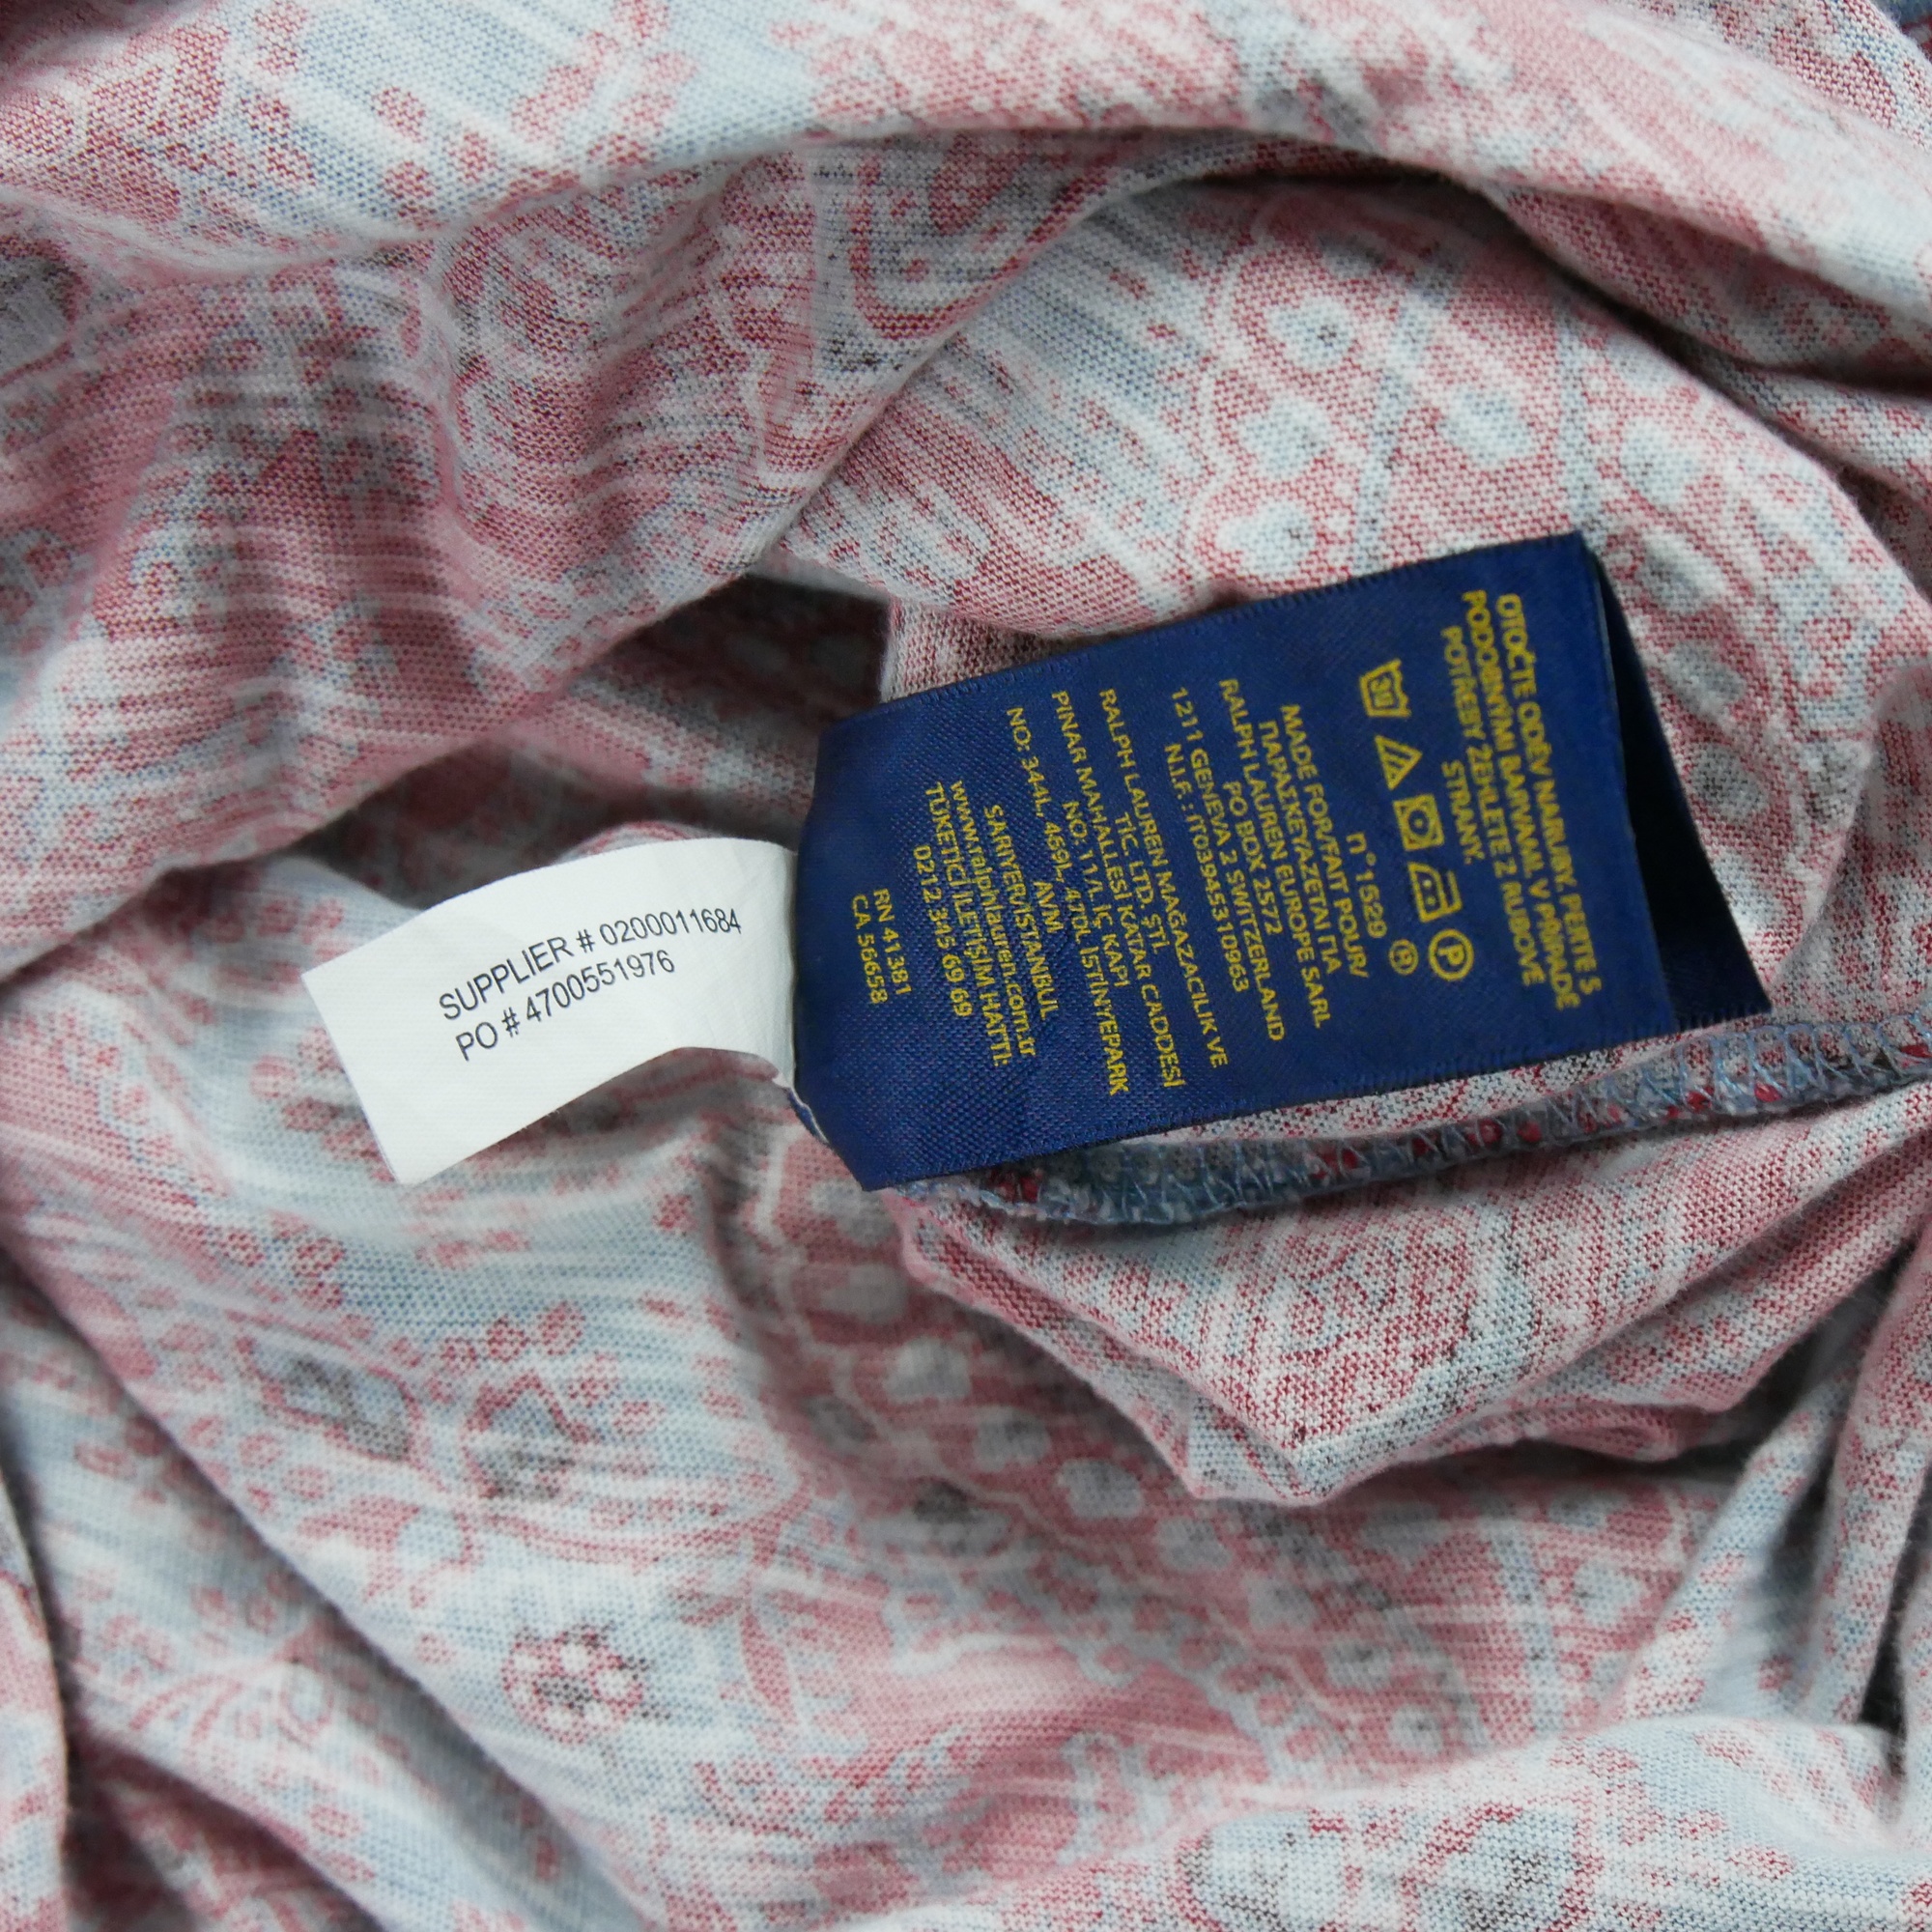 SUPPLIER # 0200011684
PO # 4700551976
OTOČTE ODĚV NARUBY. PERTE S
PODOBNÝMI BARVAMI. V PŘÍPADĚ
POTŘEBY ŽEHLETE Z RUBOVÉ
STRANY.
30
P
®
n°1529
MADE FOR/FAIT POUR/
ΠΑΡΑΣΚΕΥΑΖΕΤΑΙ ΓΙΑ
RALPH LAUREN EUROPE SARL
PO BOX 2572
1211 GENEVA 2 SWITZERLAND
N.I.F.: IT03945310963
RALPH LAUREN MAĞAZACILIK VE
TİC. LTD. ŞTİ.
PINAR MAHALLESİ KATAR CADDESİ
NO:11/1, İÇ KAPI
NO: 344L, 469L, 470L İSTİNYEPARK
AVM
SARIYER/İSTANBUL
www.ralphlauren.com.tr
TÜKETİCİ İLETİŞİM HATTI:
0212 345 69 69
RN 41381
CA 56658